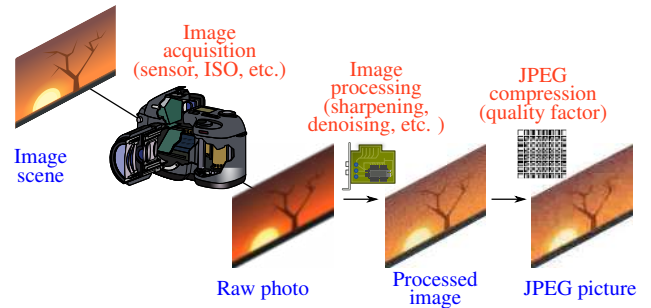 Image
acquisition
(sensor, ISO, etc.)
Image
scene
Image
processing
(sharpening,
denoising, etc. )
JPEG
compression
(quality factor)
Raw photo
Processed
image
JPEG picture